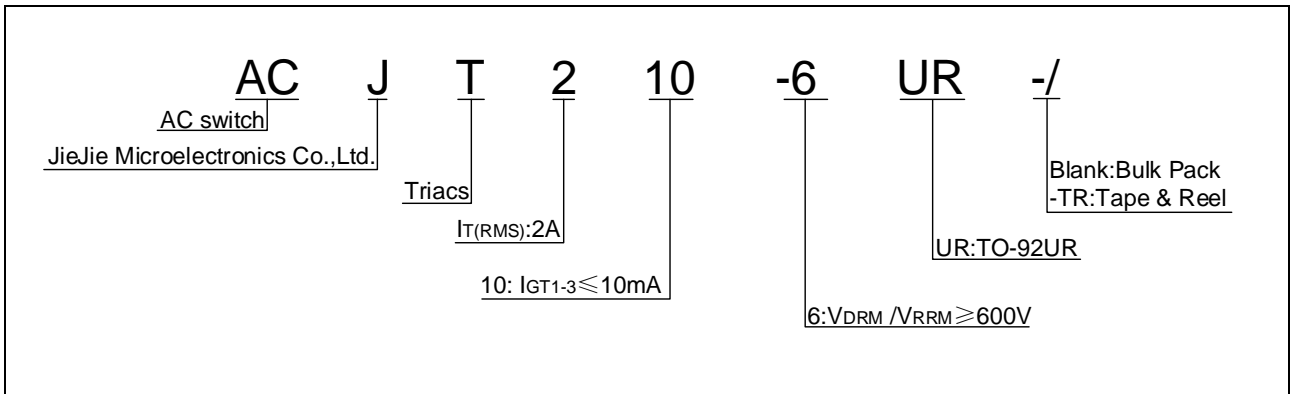 AC J T 2 10 -6 UR -/
AC switch
JieJie Microelectronics Co.,Ltd.
Triacs
IT(RMS):2A
10: IGT1-3≤10mA
Blank:Bulk Pack
-TR:Tape & Reel
UR:TO-92UR
6:VDRM /VRRM≥600V